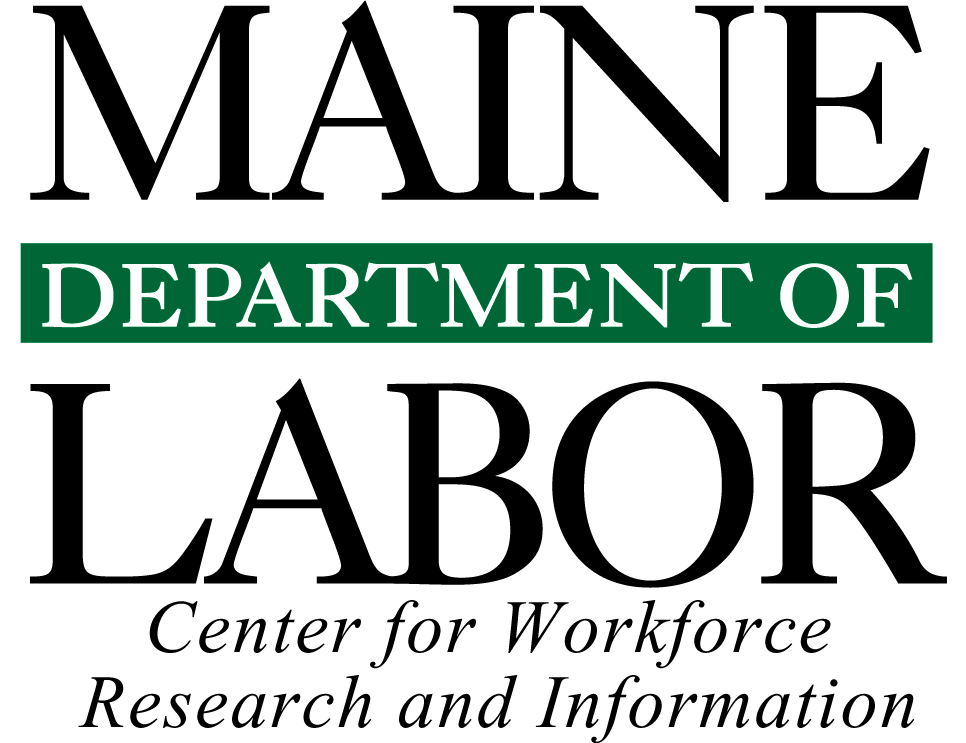 MAINE
DEPARTMENT OF
LABOR
Center for Workforce
Research and Information